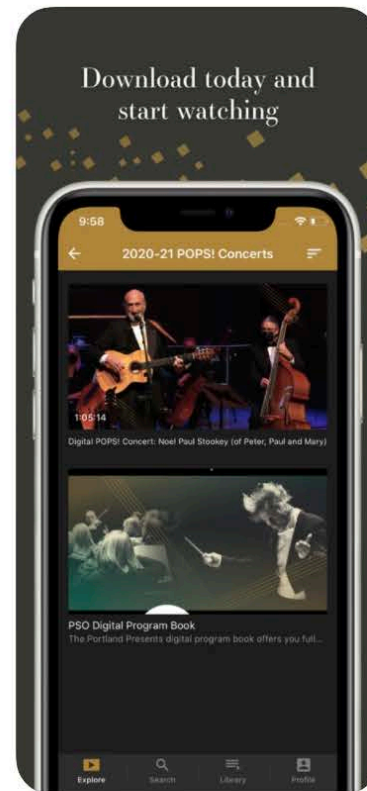 Download today and
start watching
9:58
2020-21 POPS! Concerts
1:05:14
Digital POPS! Concert: Noel Paul Stookey (of Peter, Paul and Mary)
PSO Digital Program Book
The Portland Presents digital program book offers you full...
Explore
Search
Library
Profile